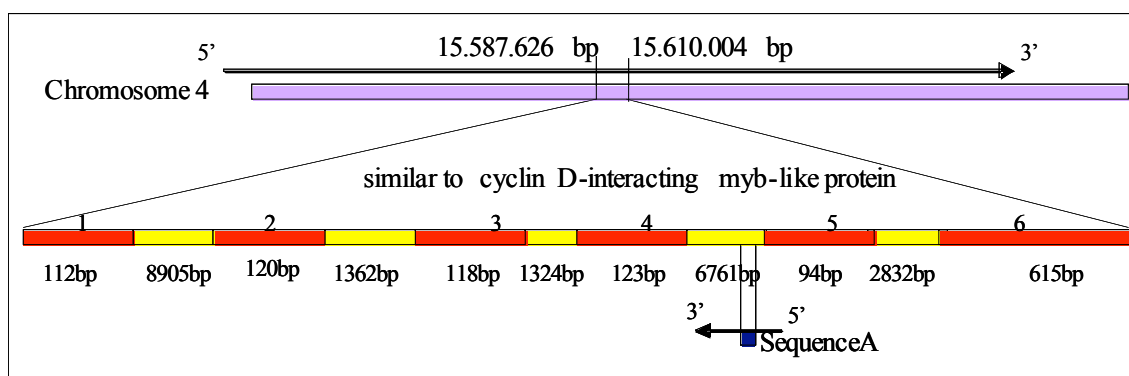 15.587.626 bp 15.610.004 bp
5’ 3’
Chromosome 4
similar to cyclin D-interacting myb-like protein
1 2 3 4 5 6
112bp 8905bp 120bp 1362bp 118bp 1324bp 123bp 6761bp 94bp 2832bp 615bp
3’ 5’
SequenceA